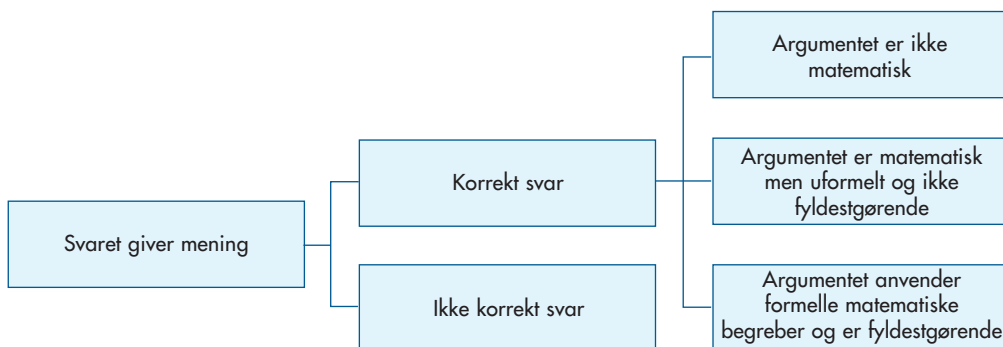 Svaret giver mening
Korrekt svar
Ikke korrekt svar
Argumentet er ikke
matematisk
Argumentet er matematisk
men uformelt og ikke
fyldestgørende
Argumentet anvender
formelle matematiske
begreber og er fyldestgørende